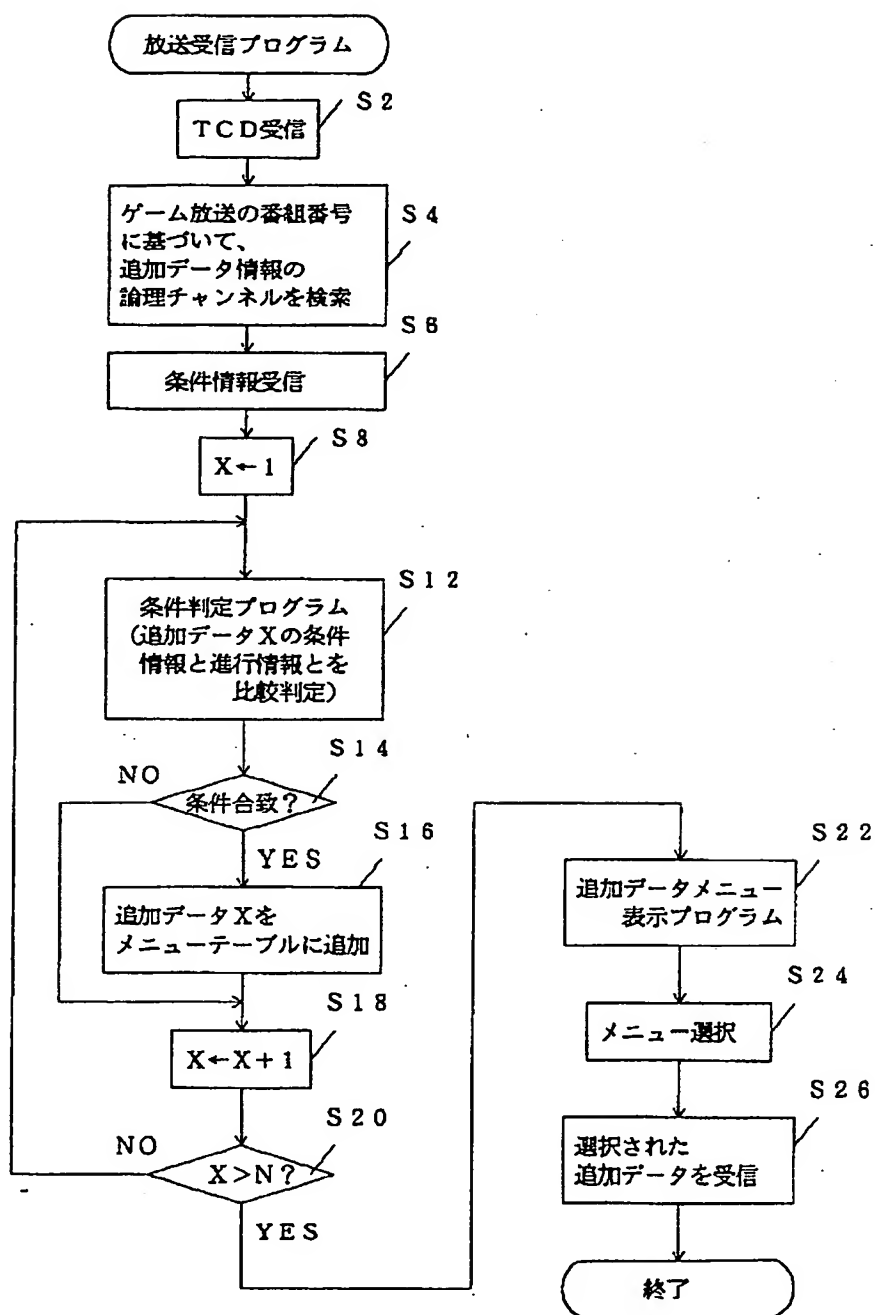 放送受信プログラム
S2
TCD受信
S4
ゲーム放送の番組番号
に基づいて、
追加データ情報の
論理チャンネルを検索
S6
条件情報受信
S8
X←1
S12
条件判定プログラム
(追加データXの条件
情報と進行情報とを
比較判定)
S14
NO
条件合致?
YES
S16
追加データXを
メニューテーブルに追加
S18
X←X+1
S20
NO
X>N?
YES
S22
追加データメニュー
表示プログラム
S24
メニュー選択
S26
選択された
追加データを受信
終了